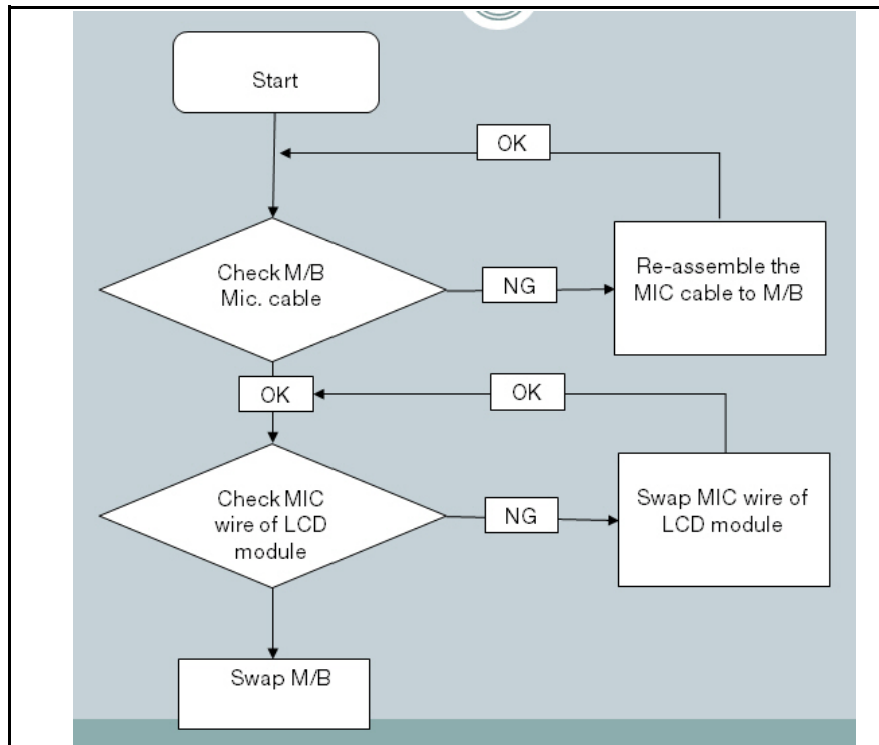 Start
OK
Check M/B
Mic. cable
NG
Re-assemble the
MIC cable to M/B
OK
OK
Check MIC
wire of LCD
module
NG
Swap MIC wire of
LCD module
Swap M/B